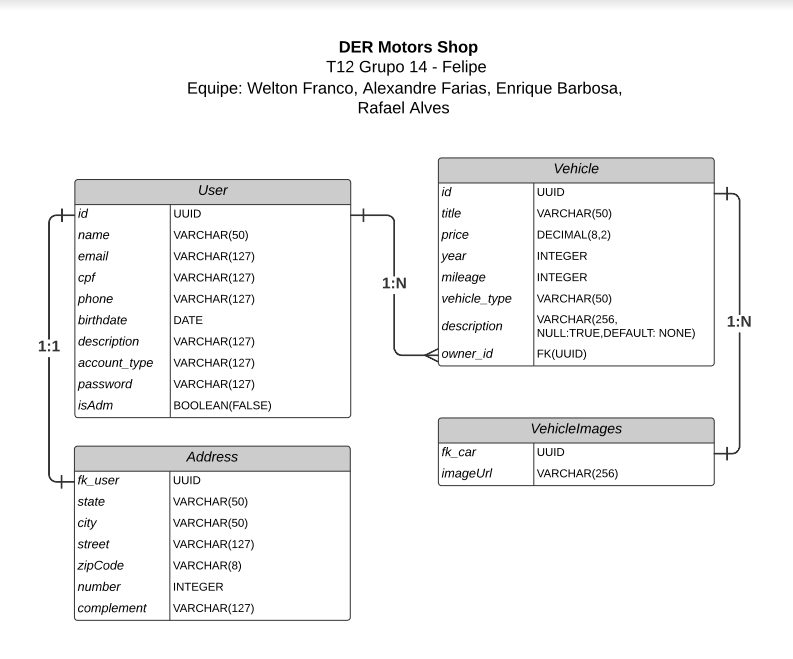 DER Motors Shop
T12 Grupo 14 - Felipe
Equipe: Welton Franco, Alexandre Farias, Enrique Barbosa,
Rafael Alves
User
id UUID
name VARCHAR(50)
email VARCHAR(127)
cpf VARCHAR(127)
phone VARCHAR(127)
birthdate DATE
description VARCHAR(127)
account_type VARCHAR(127)
password VARCHAR(127)
isAdm BOOLEAN(FALSE)
1:1
Address
fk_user UUID
state VARCHAR(50)
city VARCHAR(50)
street VARCHAR(127)
zipCode VARCHAR(8)
number INTEGER
complement VARCHAR(127)
1:N
Vehicle
id UUID
title VARCHAR(50)
price DECIMAL(8,2)
year INTEGER
mileage INTEGER
vehicle_type VARCHAR(50)
description VARCHAR(256,
NULL:TRUE,DEFAULT: NONE)
owner_id FK(UUID)
1:N
VehicleImages
fk_car UUID
imageUrl VARCHAR(256)